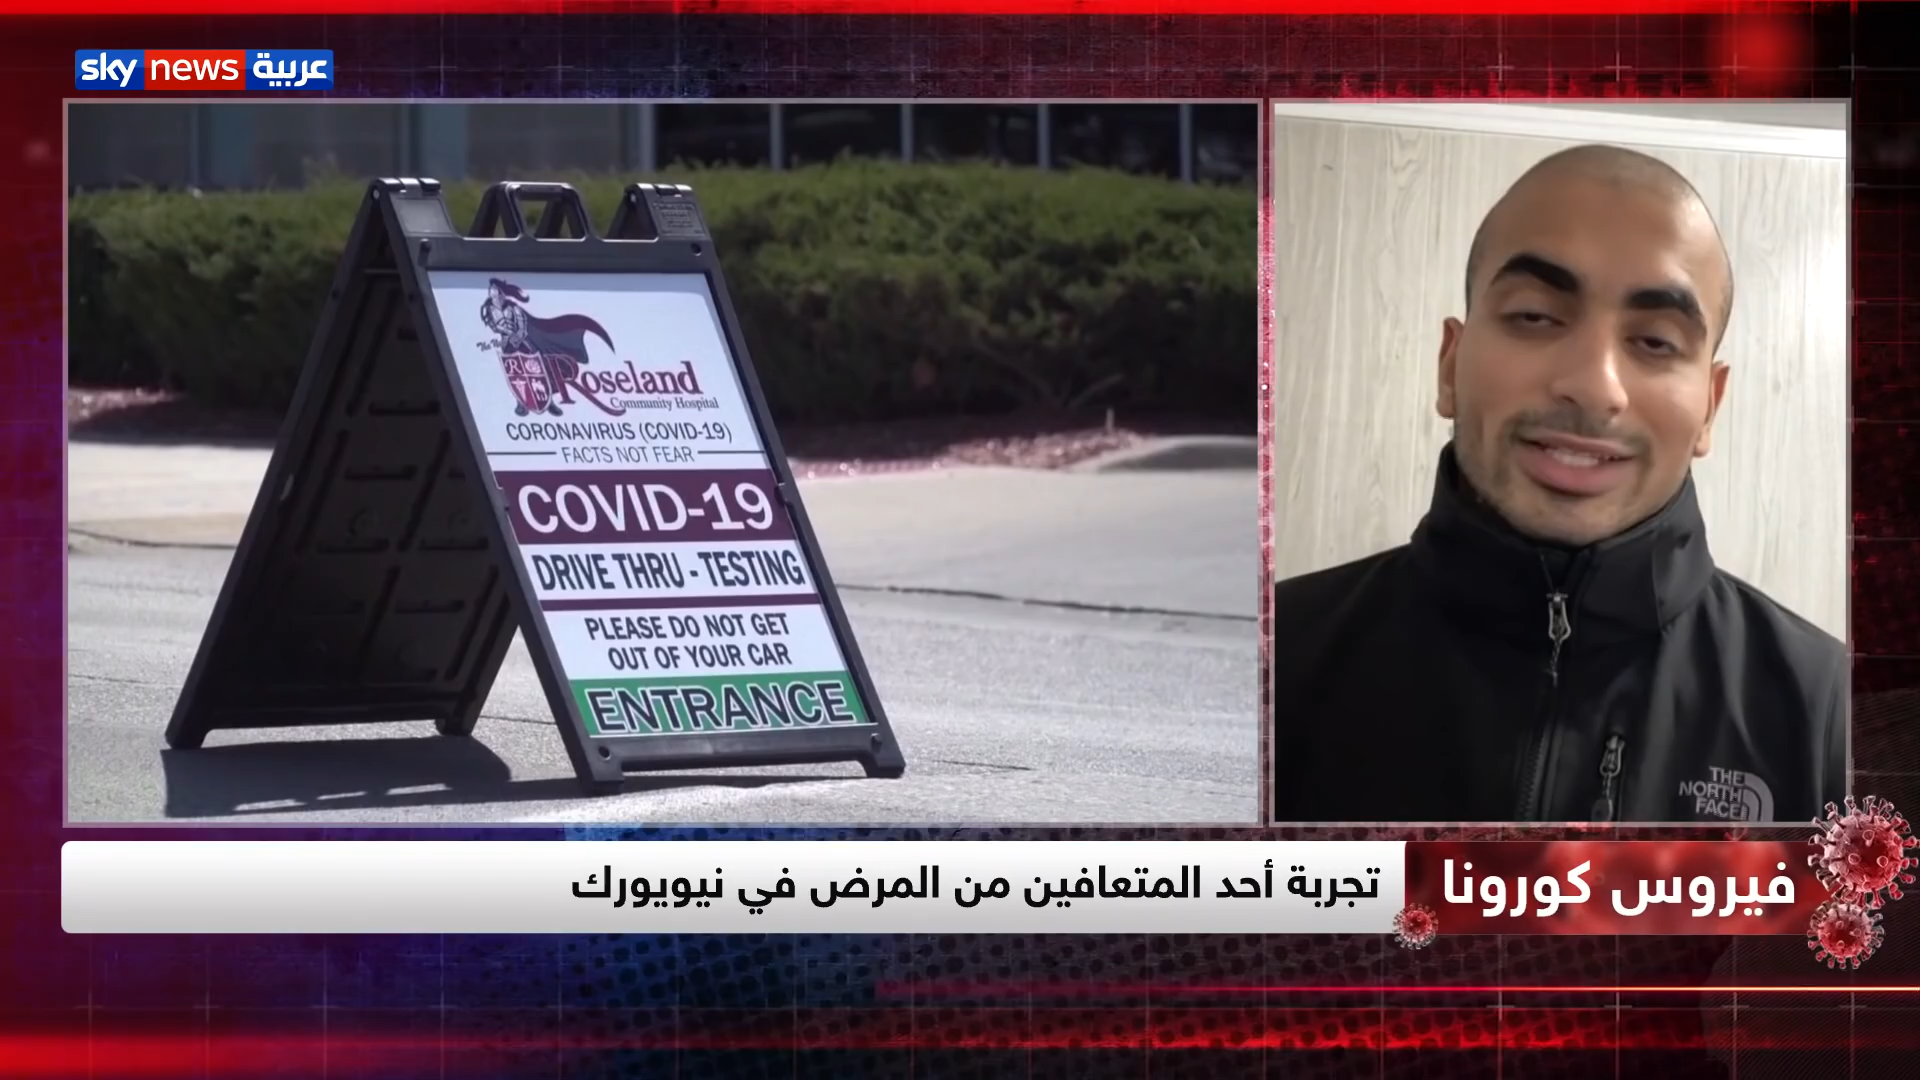 sky news عربية
The Ne
R
Roseland
Community Hospital
CORONAVIRUS (COVID-19)
FACTS NOT FEAR
COVID-19
DRIVE THRU - TESTING
PLEASE DO NOT GET
OUT OF YOUR CAR
ENTRANCE
THE
NORTH
FACE
فيروس كورونا
تجربة أحد المتعافين من المرض في نيويورك